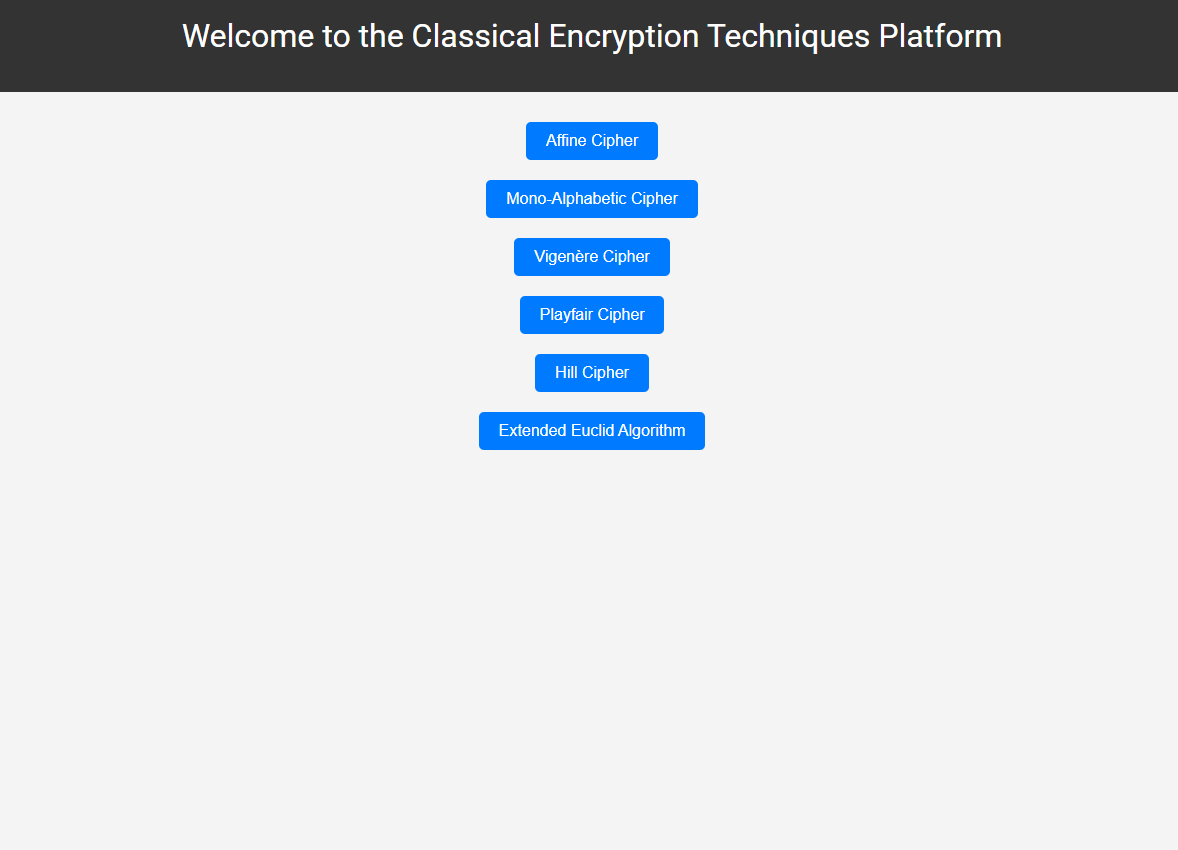 Welcome to the Classical Encryption Techniques Platform
Affine Cipher
Mono-Alphabetic Cipher
Vigenère Cipher
Playfair Cipher
Hill Cipher
Extended Euclid Algorithm